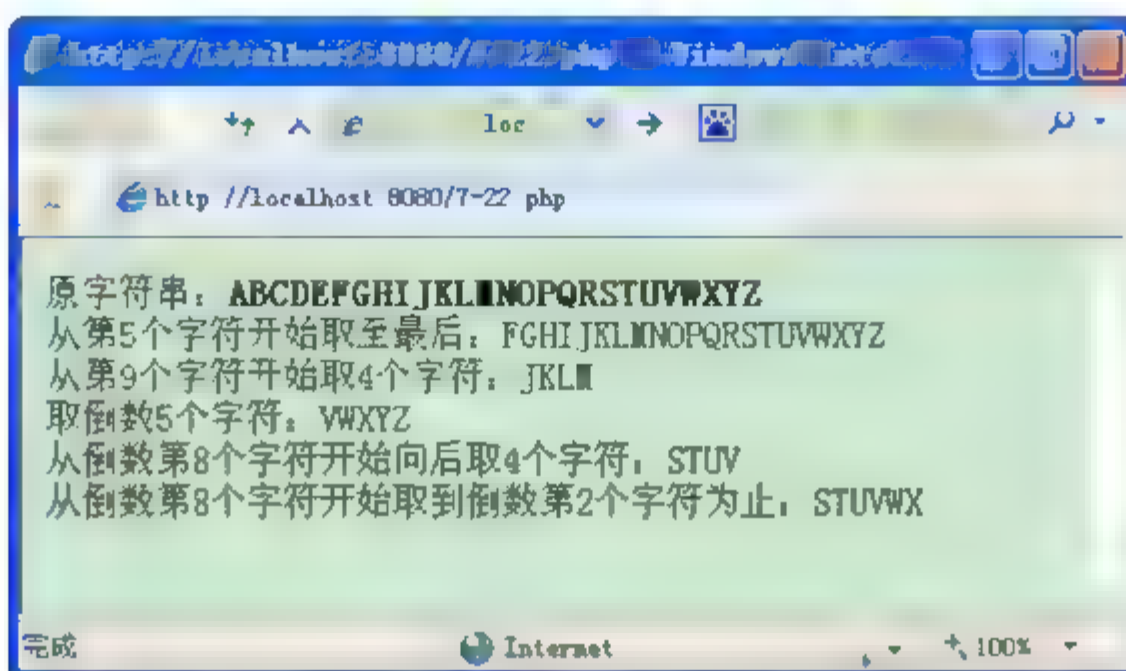 loc
http //localhost 8080/7-22 php
原字符串：ABCDEFGHIJKLMNOPQRSTUVWXYZ
从第5个字符开始取至最后：FGHIJKLMNOPQRSTUVWXYZ
从第9个字符开始取4个字符：JKLM
取倒数5个字符：VWXYZ
从倒数第8个字符开始向后取4个字符：STUV
从倒数第8个字符开始取到倒数第2个字符为止：STUVWX
完成 Internet 100%